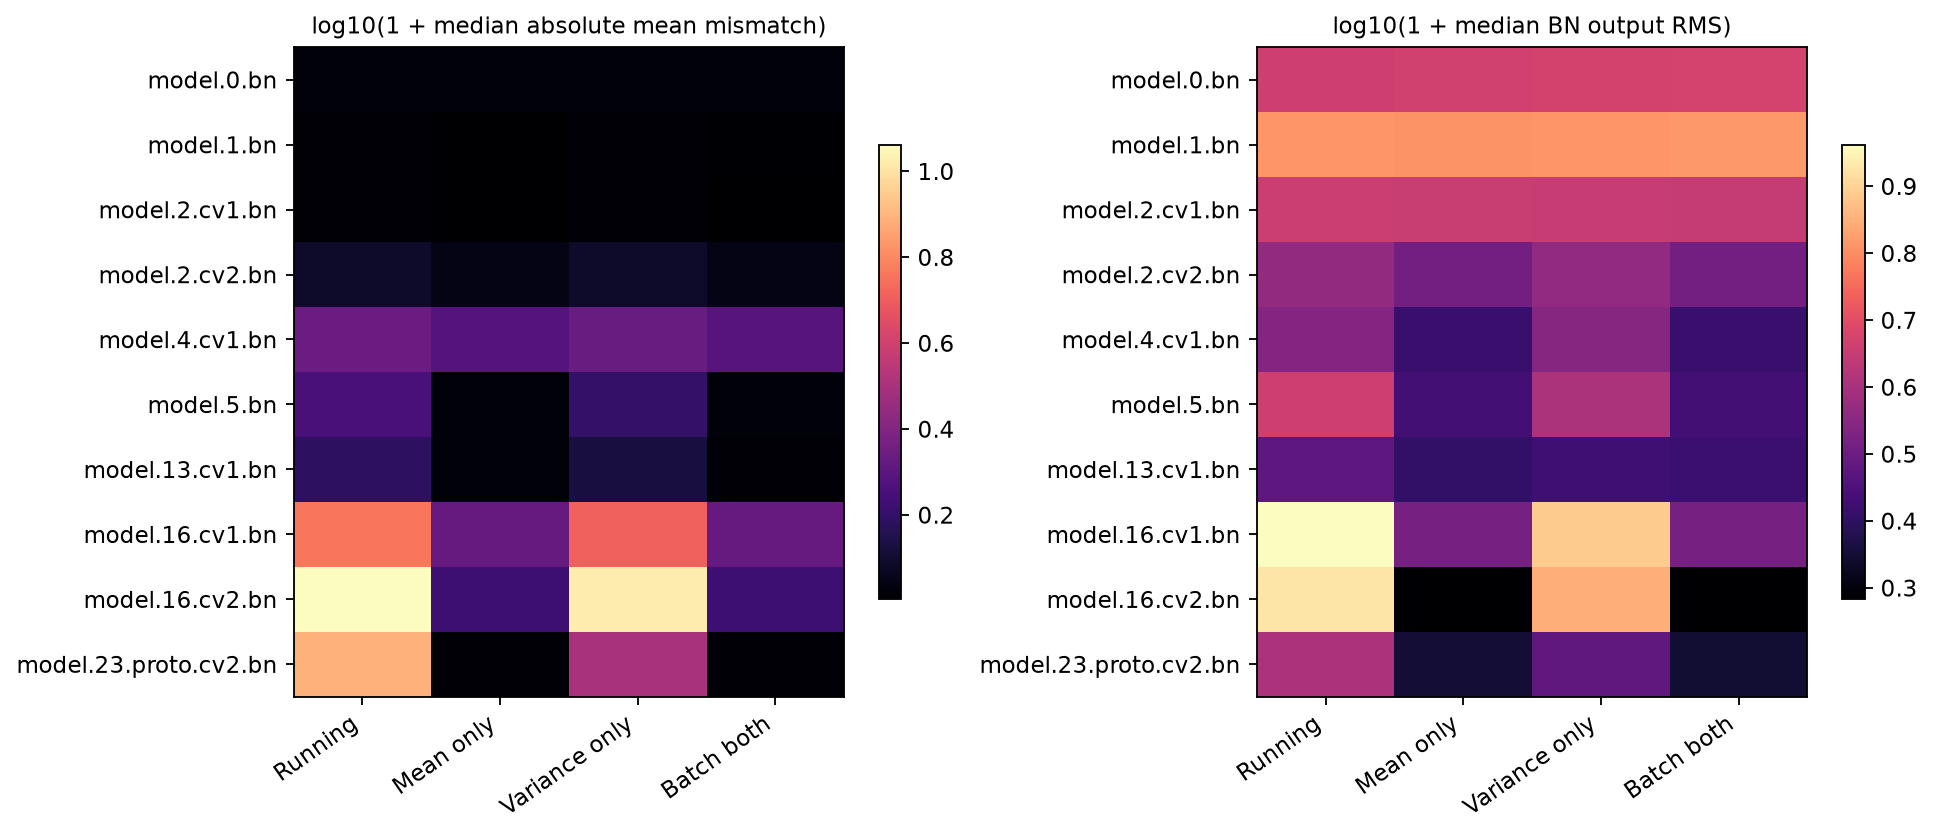 log10(1 + median absolute mean mismatch)
model.0.bn
model.1.bn
model.2.cv1.bn
model.2.cv2.bn
model.4.cv1.bn
model.5.bn
model.13.cv1.bn
model.16.cv1.bn
model.16.cv2.bn
model.23.proto.cv2.bn
Running
Mean only
Variance only
Batch both
1.0
0.8
0.6
0.4
0.2
log10(1 + median BN output RMS)
model.0.bn
model.1.bn
model.2.cv1.bn
model.2.cv2.bn
model.4.cv1.bn
model.5.bn
model.13.cv1.bn
model.16.cv1.bn
model.16.cv2.bn
model.23.proto.cv2.bn
Running
Mean only
Variance only
Batch both
0.9
0.8
0.7
0.6
0.5
0.4
0.3